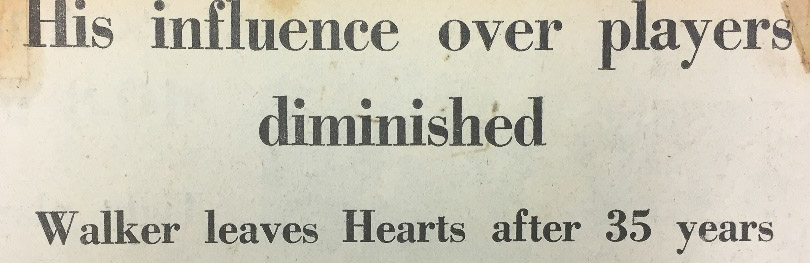 His influence over players
diminished
Walker leaves Hearts after 35 years